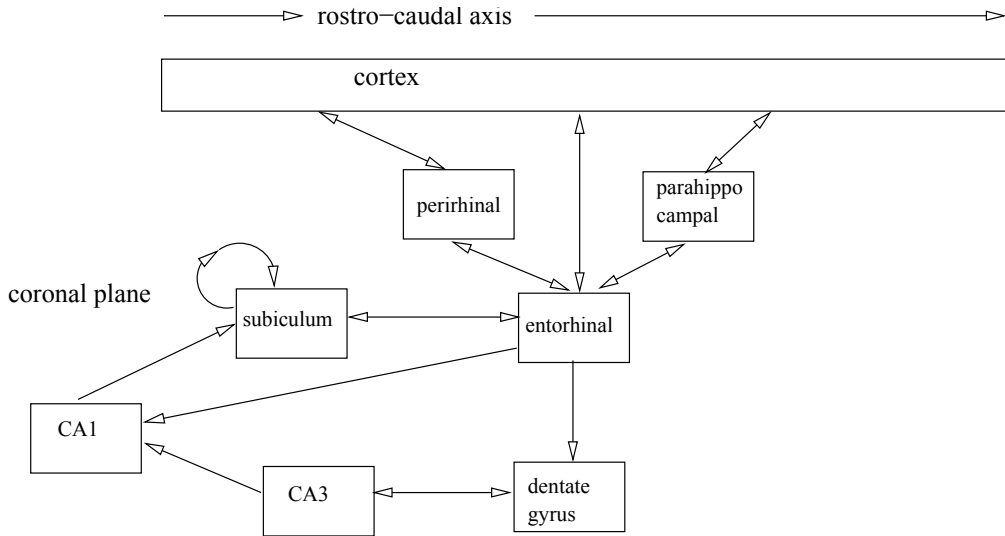 rostro−caudal axis
cortex
perirhinal
parahippo
campal
coronal plane
subiculum
entorhinal
CA1
CA3
dentate
gyrus